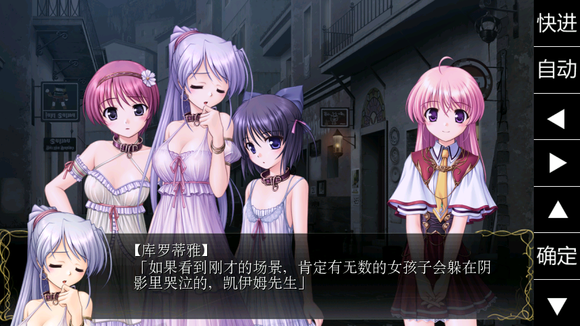 快进
自动
◀
▶
▲
确定
▼
【库罗蒂雅】
「如果看到刚才的场景，肯定有无数的女孩子会躲在阴
影里哭泣的，凯伊姆先生」